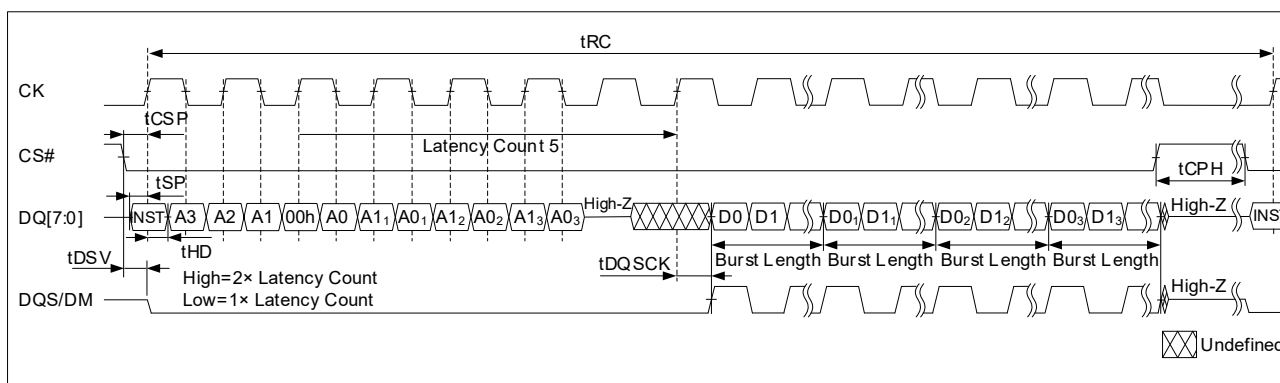 tRC
CK
tCSP
Latency Count 5
CS#
tCPH
tSP
DQ[7:0] INST A3 A2 A1 00h A0 A1₁ A0₁ A1₂ A0₂ A1₃ A0₃ High-Z D0 D1 D0₁ D1₁ D0₂ D1₂ D0₃ D1₃ High-Z INST
tHD
tDSV
High=2× Latency Count
Low=1× Latency Count
tDQSCK
Burst Length Burst Length Burst Length Burst Length
DQS/DM
High-Z
Undefined